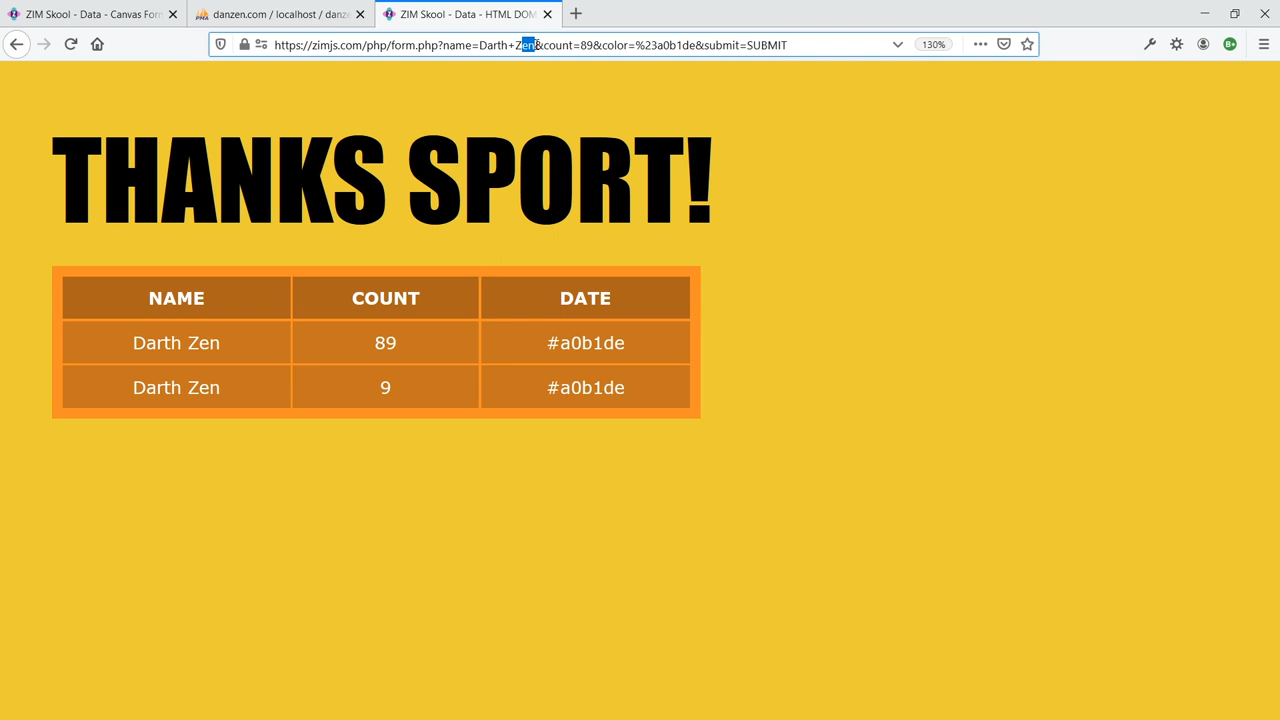 ZIM Skool - Data - Canvas Form
danzen.com / localhost / danze
ZIM Skool - Data - HTML DOM
https://zimjs.com/php/form.php?name=Darth+Zen&count=89&color=%23a0b1de&submit=SUBMIT
130%
THANKS SPORT!
NAME COUNT DATE
Darth Zen 89 #a0b1de
Darth Zen 9 #a0b1de